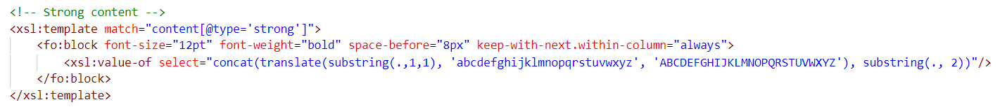 <!-- Strong content -->
<xsl:template match="content[@type='strong']">
    <fo:block font-size="12pt" font-weight="bold" space-before="8px" keep-with-next.within-column="always">
        <xsl:value-of select="concat(translate(substring(.,1,1), 'abcdefghijklmnopqrstuvwxyz', 'ABCDEFGHIJKLMNOPQRSTUVWXYZ'), substring(., 2))"/>
    </fo:block>
</xsl:template>